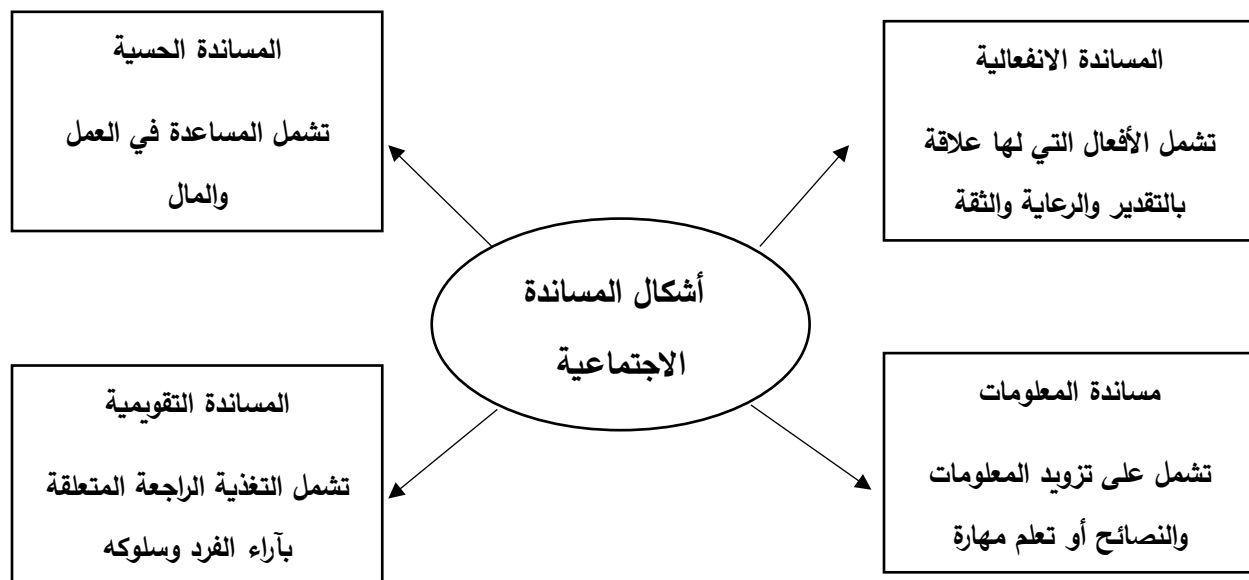 المساندة الانفعالية
تشمل الأفعال التي لها علاقة
بالتقدير والرعاية والثقة
المساندة الحسية
تشمل المساعدة في العمل
والمال
أشكال المساندة
الاجتماعية
مساندة المعلومات
تشمل على تزويد المعلومات
والنصائح أو تعلم مهارة
المساندة التقويمية
تشمل التغذية الراجعة المتعلقة
بآراء الفرد وسلوكه